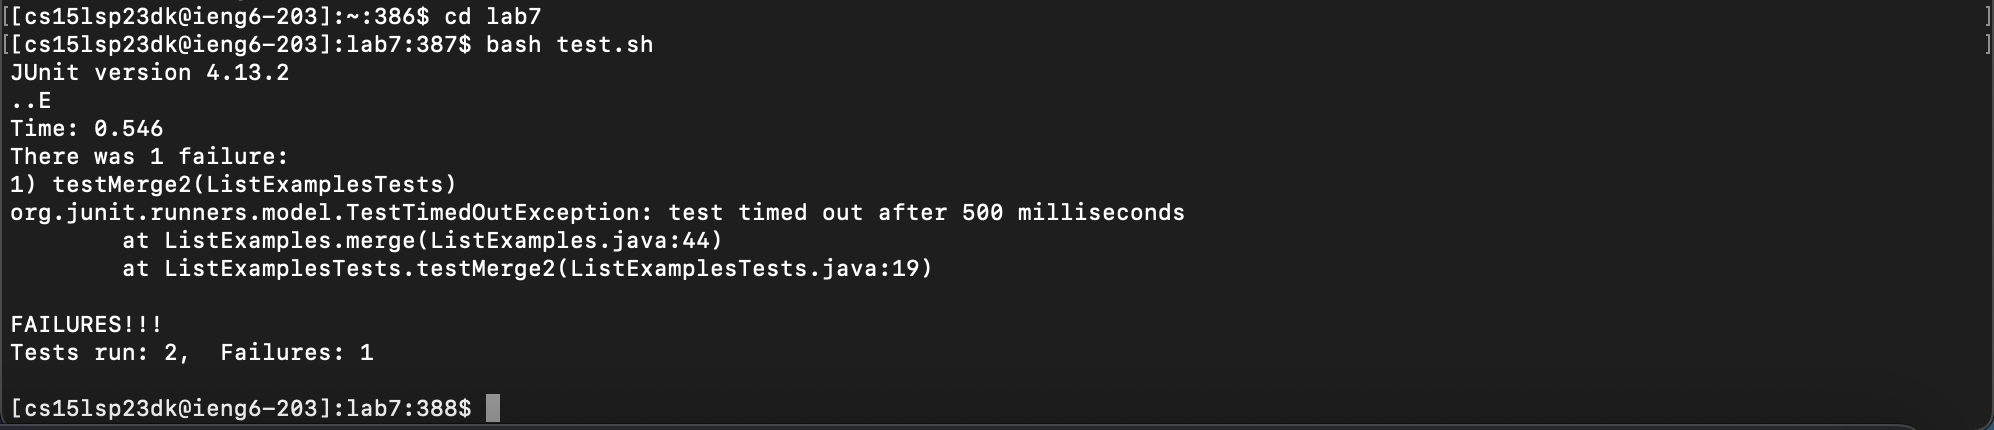 [[cs15lsp23dk@ieng6-203]:~:386$ cd lab7 ]
[[cs15lsp23dk@ieng6-203]:lab7:387$ bash test.sh ]
JUnit version 4.13.2
..E
Time: 0.546
There was 1 failure:
1) testMerge2(ListExamplesTests)
org.junit.runners.model.TestTimedOutException: test timed out after 500 milliseconds
        at ListExamples.merge(ListExamples.java:44)
        at ListExamplesTests.testMerge2(ListExamplesTests.java:19)

FAILURES!!!
Tests run: 2,  Failures: 1

[cs15lsp23dk@ieng6-203]:lab7:388$